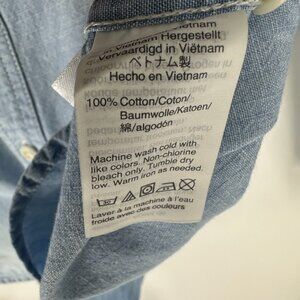 Vietnam Hergestellt
Vervaardigd in Viëtnam
ベトナム製
Hecho en Vietnam
100% Cotton/Coton/
Baumwolle/Katoen/
綿/algodón
Machine wash cold with
like colors. Non-chlorine
bleach only. Tumble dry
low. Warm iron as needed.
Laver à la machine à l'eau
avec des couleurs